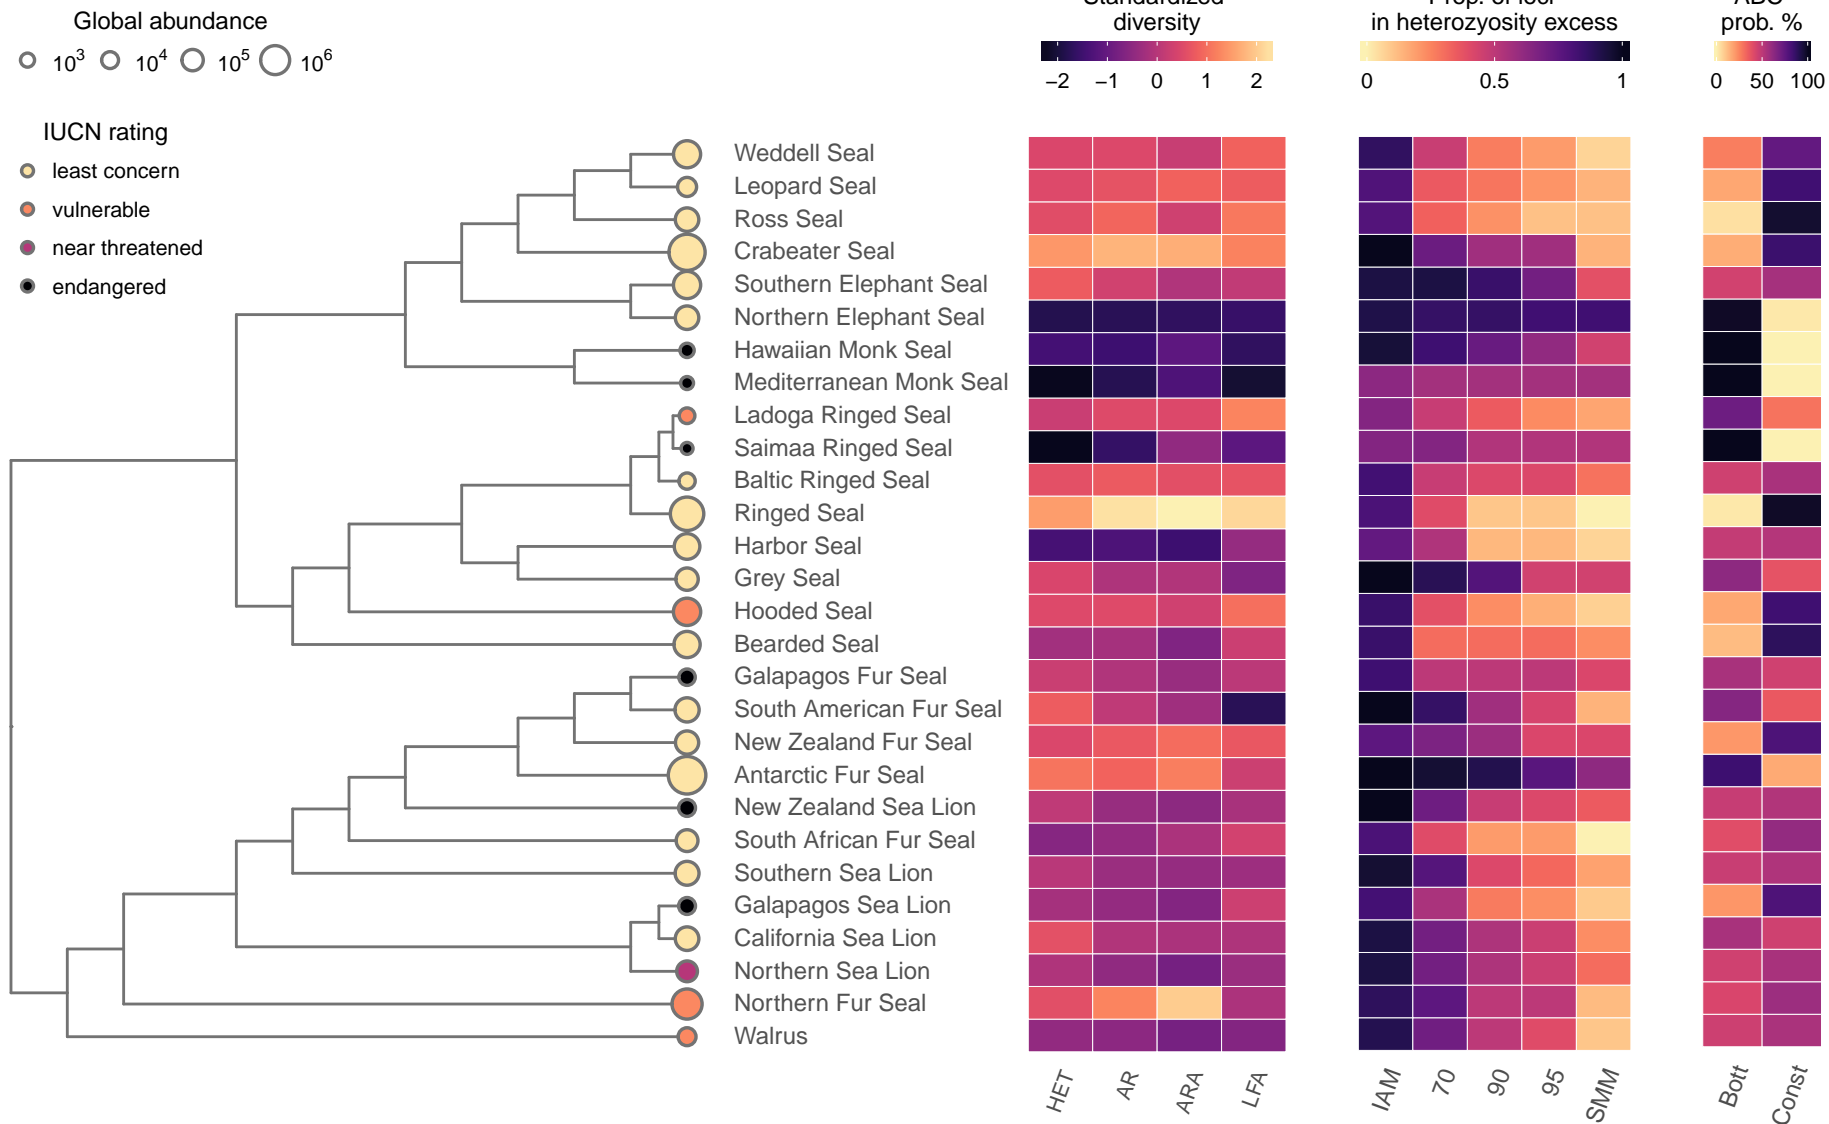 Global abundance
10³ 10⁴ 10⁵ 10⁶
IUCN rating
least concern
vulnerable
near threatened
endangered
Standardized
diversity
−2 −1 0 1 2
Prop. of loci
in heterozyosity excess
0 0.5 1
ABC
prob. %
0 50 100
Weddell Seal
Leopard Seal
Ross Seal
Crabeater Seal
Southern Elephant Seal
Northern Elephant Seal
Hawaiian Monk Seal
Mediterranean Monk Seal
Ladoga Ringed Seal
Saimaa Ringed Seal
Baltic Ringed Seal
Ringed Seal
Harbor Seal
Grey Seal
Hooded Seal
Bearded Seal
Galapagos Fur Seal
South American Fur Seal
New Zealand Fur Seal
Antarctic Fur Seal
New Zealand Sea Lion
South African Fur Seal
Southern Sea Lion
Galapagos Sea Lion
California Sea Lion
Northern Sea Lion
Northern Fur Seal
Walrus
HET AR ARA LFA
IAM 70 90 95 SMM
Bott Const